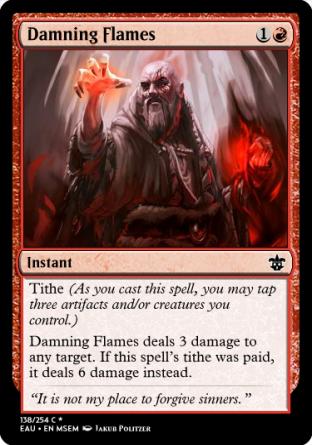 Damning Flames 1
Instant
Tithe (As you cast this spell, you may tap
three artifacts and/or creatures you
control.)
Damning Flames deals 3 damage to
any target. If this spell's tithe was paid,
it deals 6 damage instead.
"It is not my place to forgive sinners."
138/254 C *
EAU • EN MSEM Jakub Politzer